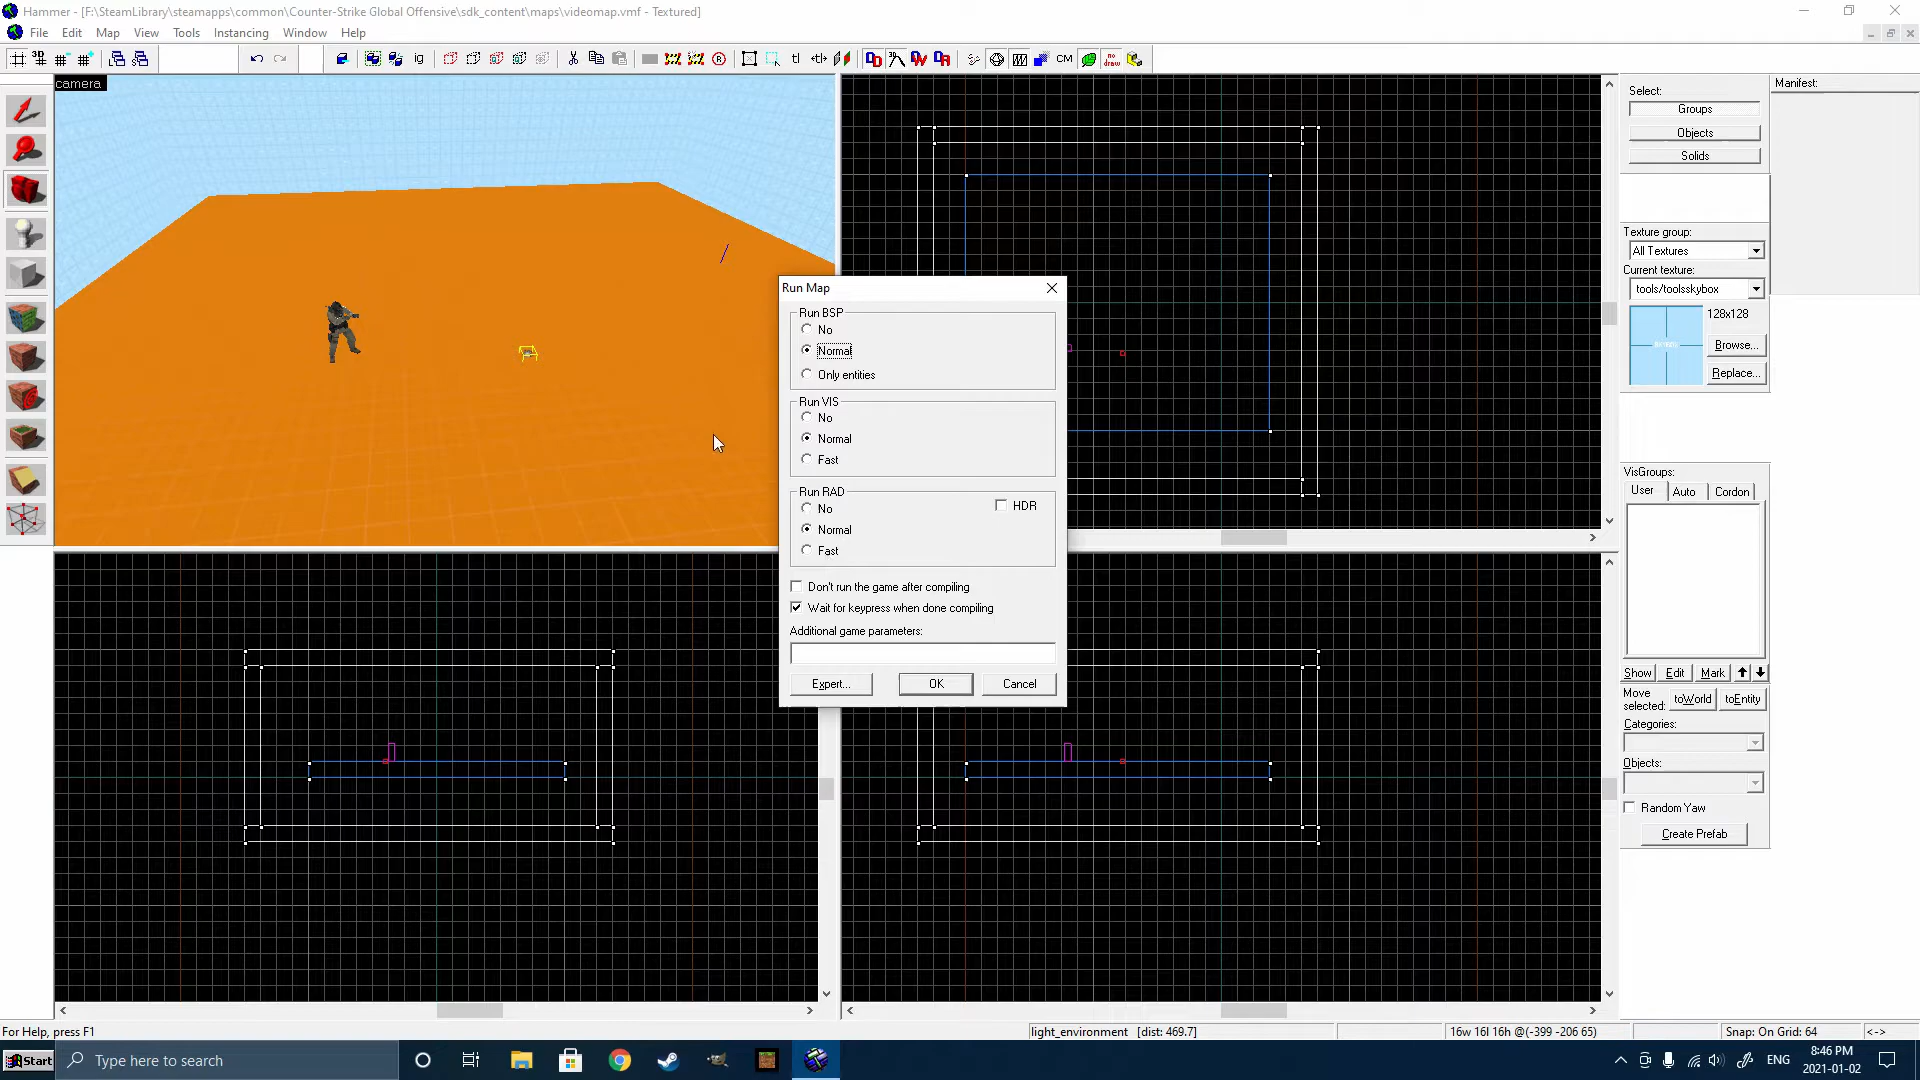 Hammer - [F:\SteamLibrary\steamapps\common\Counter-Strike Global Offensive\sdk_content\maps\videomap.vmf - Textured]
File Edit Map View Tools Instancing Window Help
3D
ig
tl
CM
no draw
camera
Select:
Groups
Objects
Solids
Manifest:
Texture group:
All Textures
Current texture:
tools/toolsskybox
128x128
Browse...
Replace...
Run Map
Run BSP
No
Normal
Only entities
Run VIS
No
Normal
Fast
Run RAD
HDR
No
Normal
Fast
Don't run the game after compiling
Wait for keypress when done compiling
Additional game parameters:
Expert...
OK
Cancel
VisGroups:
User Auto Cordon
Show Edit Mark
Move selected:
toWorld toEntity
Categories:
Objects:
Random Yaw
Create Prefab
For Help, press F1
light_environment [dist: 469.7]
16w 16l 16h @(-399 -206 65)
Snap: On Grid: 64
<->
Start
Type here to search
ENG
8:46 PM
2021-01-02